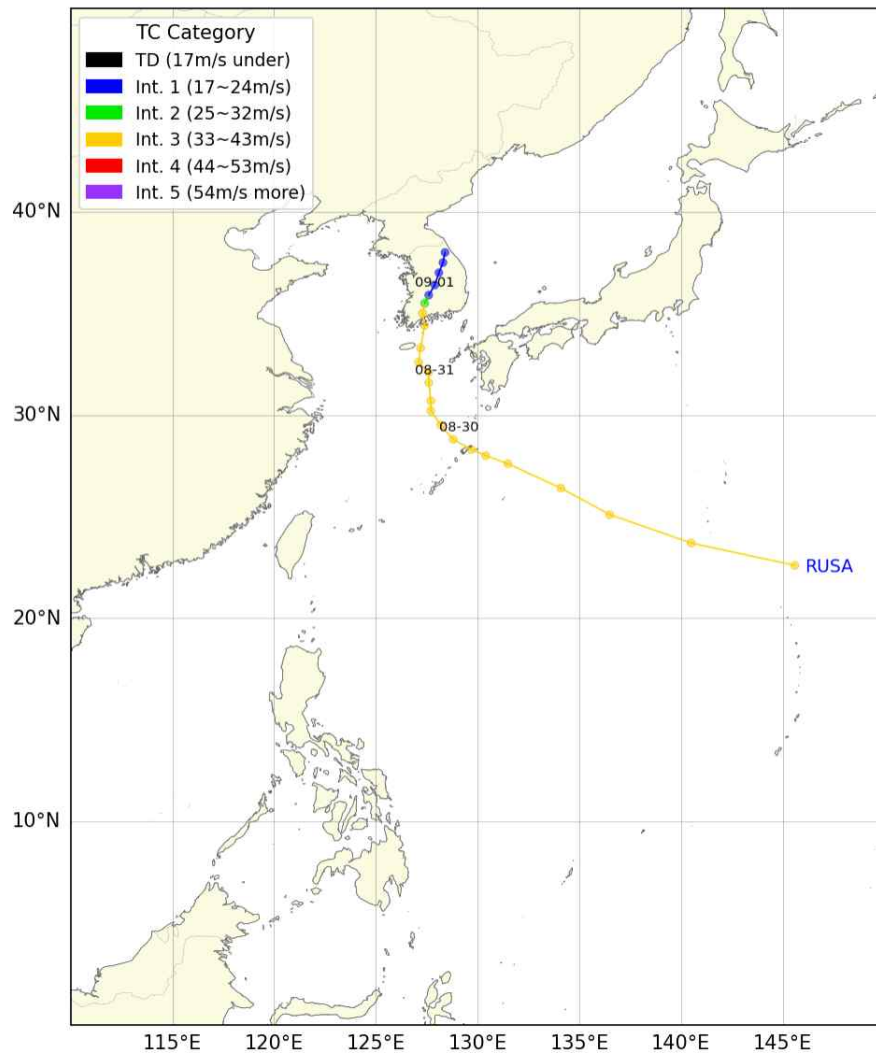 TC Category
TD (17m/s under)
Int. 1 (17~24m/s)
Int. 2 (25~32m/s)
Int. 3 (33~43m/s)
Int. 4 (44~53m/s)
Int. 5 (54m/s more)
40°N
09-01
08-31
30°N
08-30
RUSA
20°N
10°N
115°E 120°E 125°E 130°E 135°E 140°E 145°E